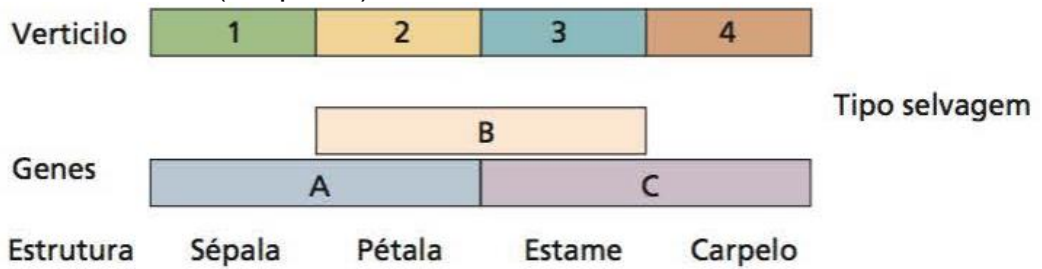 Verticilo 1 2 3 4
Tipo selvagem
B
Genes
A C
Estrutura Sépala Pétala Estame Carpelo